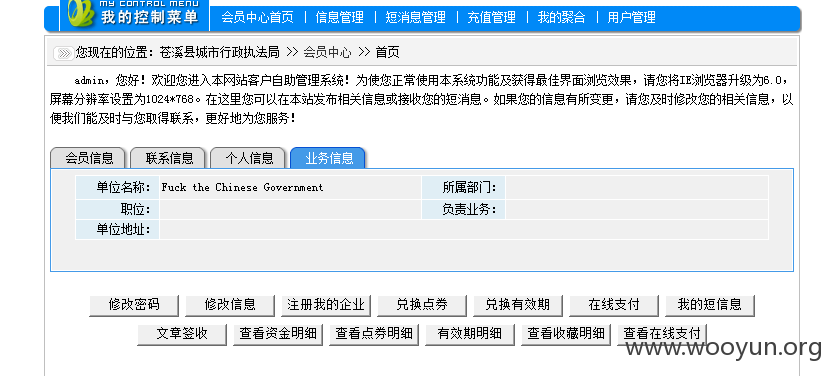 MY CONTROL MENU
我的控制菜单
会员中心首页 | 信息管理 | 短消息管理 | 充值管理 | 我的聚合 | 用户管理
您现在的位置：苍溪县城市行政执法局 >> 会员中心 >> 首页
admin，您好！欢迎您进入本网站客户自助管理系统！为使您正常使用本系统功能及获得最佳界面浏览效果，请您将IE浏览器升级为6.0，
屏幕分辨率设置为1024*768。在这里您可以在本站发布相关信息或接收您的短消息。如果您的信息有所变更，请您及时修改您的相关信息，以
便我们能及时与您取得联系，更好地为您服务！
会员信息 联系信息 个人信息 业务信息
单位名称： Fuck the Chinese Government 所属部门：
职位： 负责业务：
单位地址：
修改密码 修改信息 注册我的企业 兑换点券 兑换有效期 在线支付 我的短信息
文章签收 查看资金明细 查看点券明细 有效期明细 查看收藏明细 查看在线支付
www.wooyun.org